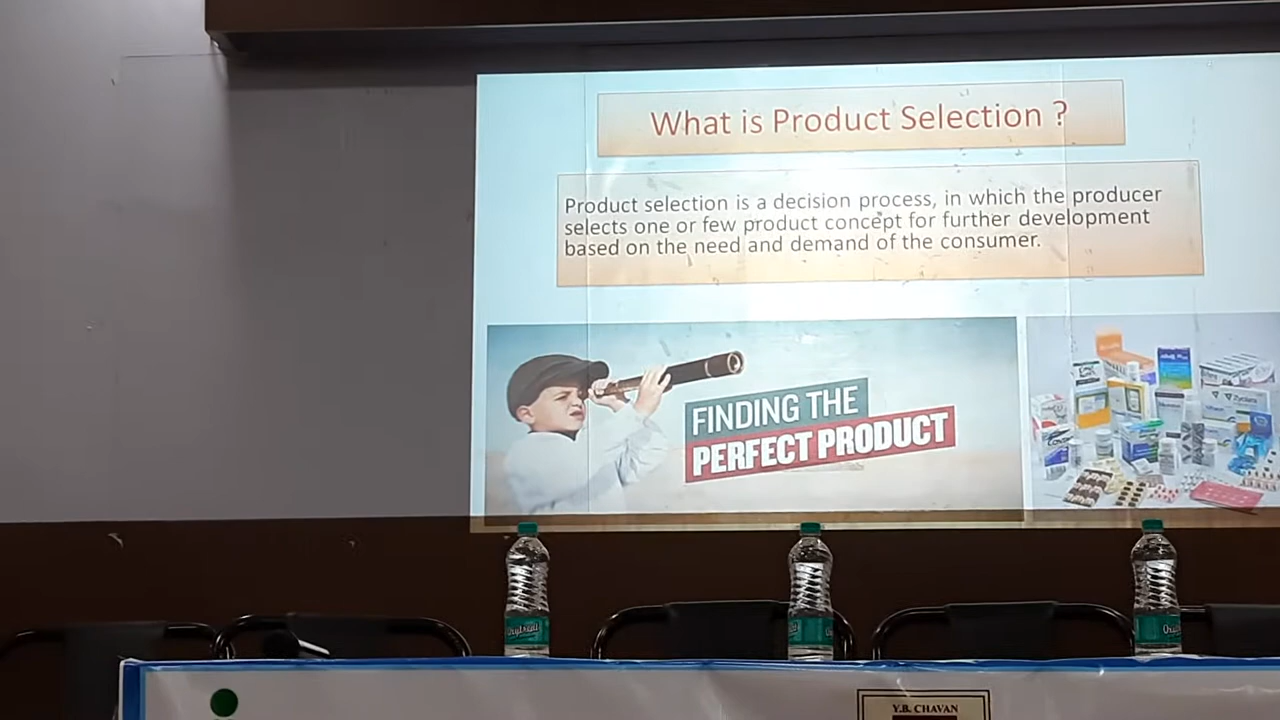 What is Product Selection ?
Product selection is a decision process, in which the producer
selects one or few product concept for further development
based on the need and demand of the consumer.
FINDING THE
PERFECT PRODUCT
Y.B. CHAVAN